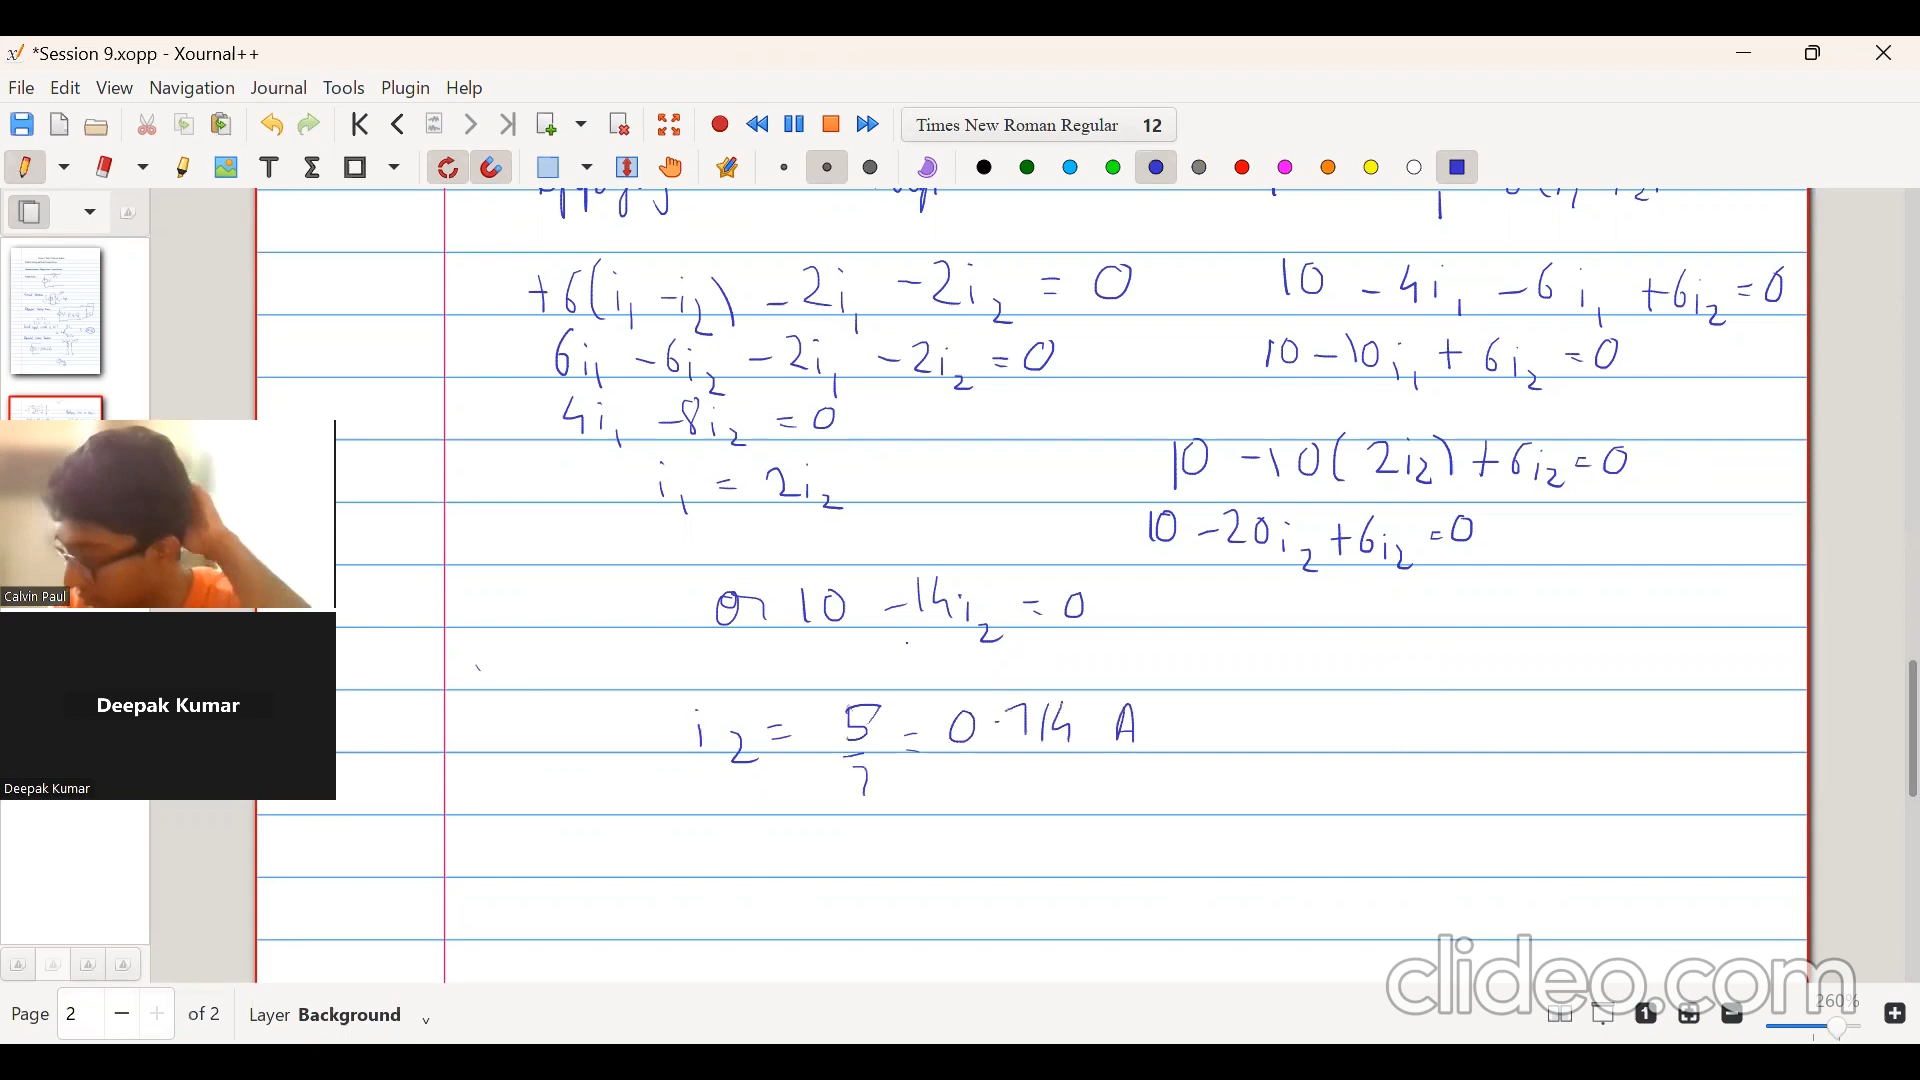 *Session 9.xopp - Xournal++
File Edit View Navigation Journal Tools Plugin Help
Times New Roman Regular 12
+6(i₁ -i₂) -2i₁ -2i₂ = 0
6i₁ -6i₂ -2i₁ -2i₂ =0
4i₁ -8i₂ =0
i₁ = 2i₂
10 -4i₁ -6i₁ +6i₂ =0
10 -10i₁ + 6i₂ =0
10 -10(2i₂) +6i₂ =0
10 -20i₂ +6i₂ =0
or 10 -14i₂ =0
i₂ = 5/7 = 0.714 A
Calvin Paul
Deepak Kumar
Deepak Kumar
clideo.com
Page 2 of 2 Layer Background 260%